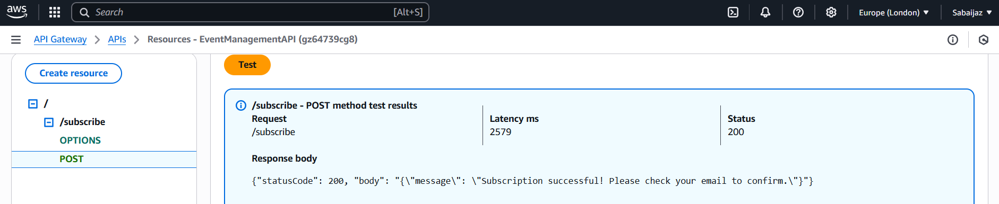 aws
Search [Alt+S]
Europe (London) ▼
Sabaijaz ▼
API Gateway > APIs > Resources - EventManagementAPI (gz64739cg8)
Create resource
/
/subscribe
OPTIONS
POST
Test
/subscribe - POST method test results
Request
/subscribe
Latency ms
2579
Status
200
Response body
{"statusCode": 200, "body": "{\"message\": \"Subscription successful! Please check your email to confirm.\"}"}